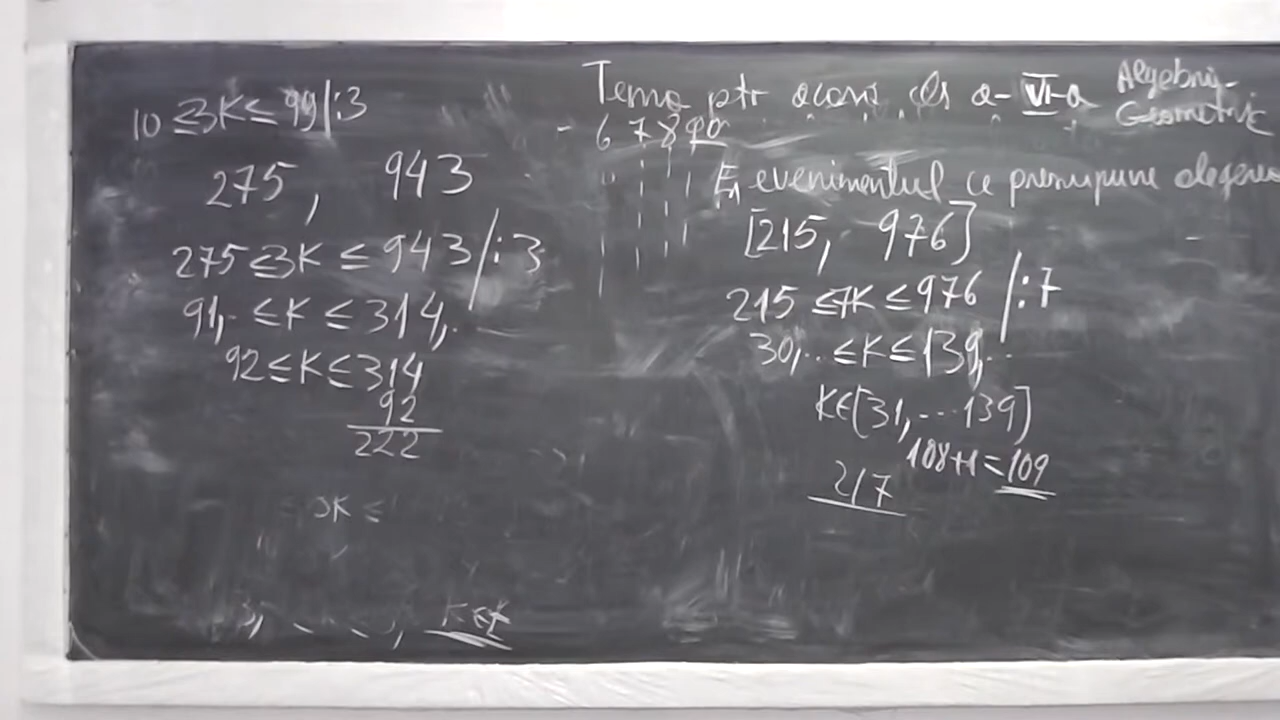 10 ≤3K≤ 99/:3
275, 943
275 ≤3K ≤ 943/:3
91,.. ≤K ≤314,..
92≤K≤314
92
222
3K ≤
Tema ptr acasă cls a-VI-a Algebră-
Geometrie
6 7 8 90
E evenimentul ce presupune alegerea
[215, 976]
215 ≤7K ≤976 /:7
30,.. ≤K≤139,..
K∈[31,...139]
108+1=109
217